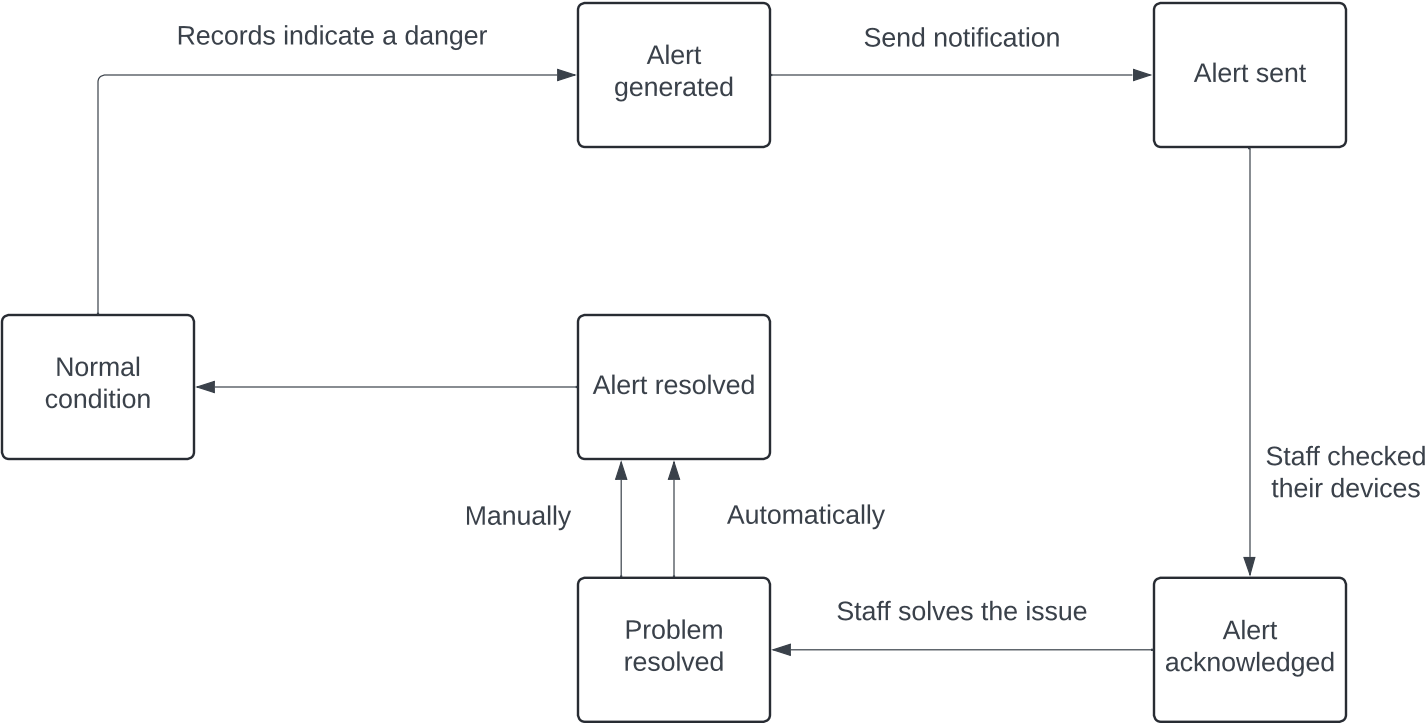 Records indicate a danger
Alert
generated
Send notification
Alert sent
Normal
condition
Alert resolved
Staff checked
their devices
Manually
Automatically
Problem
resolved
Staff solves the issue
Alert
acknowledged